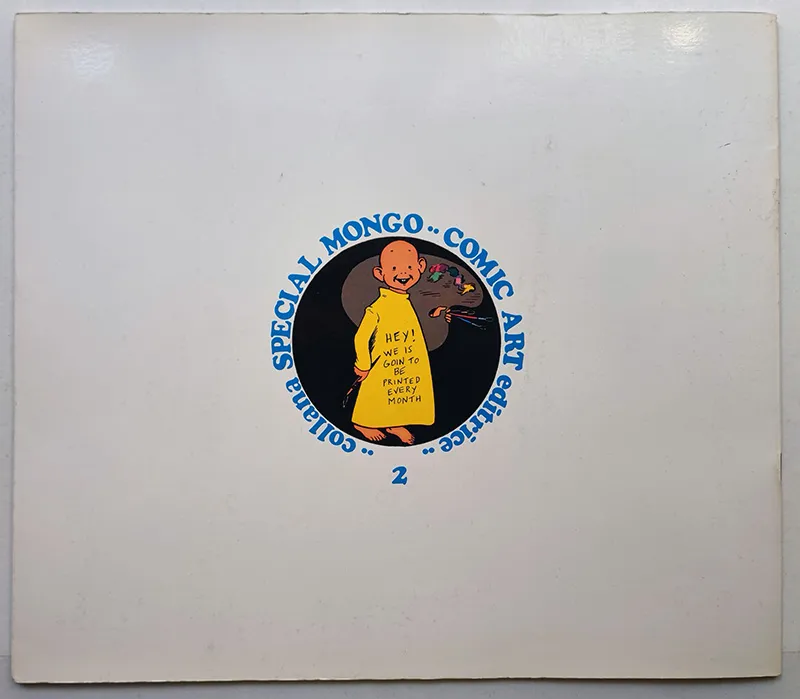 •• collana SPECIAL MONGO •• COMIC ART editrice ••
HEY!
WE IS
GOIN TO
BE
PRINTED
EVERY
MONTH
2